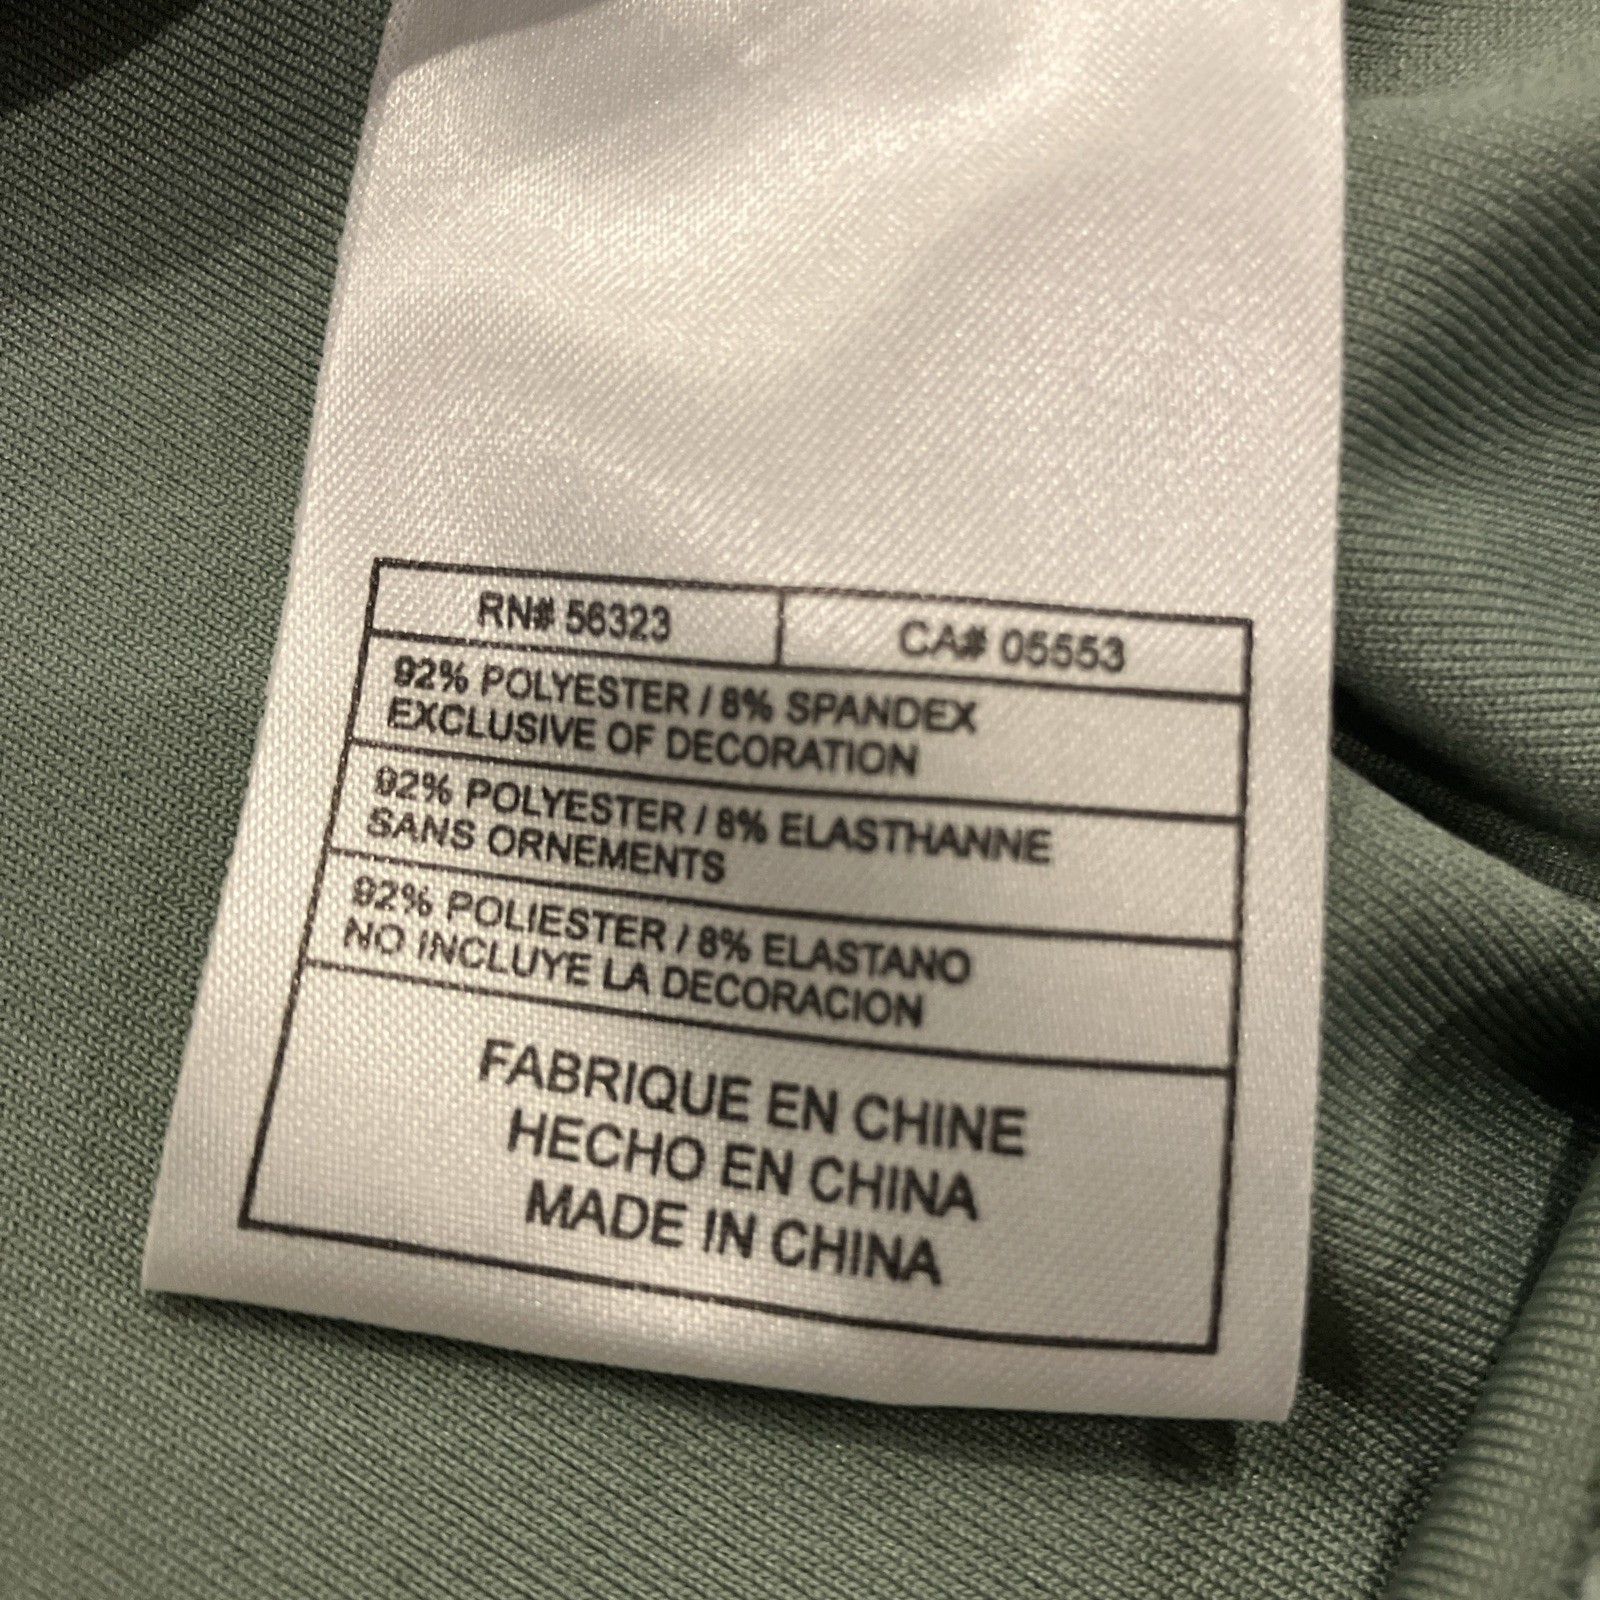 RN# 56323 CA# 05553
92% POLYESTER / 8% SPANDEX
EXCLUSIVE OF DECORATION
92% POLYESTER / 8% ELASTHANNE
SANS ORNEMENTS
92% POLIESTER / 8% ELASTANO
NO INCLUYE LA DECORACION
FABRIQUE EN CHINE
HECHO EN CHINA
MADE IN CHINA